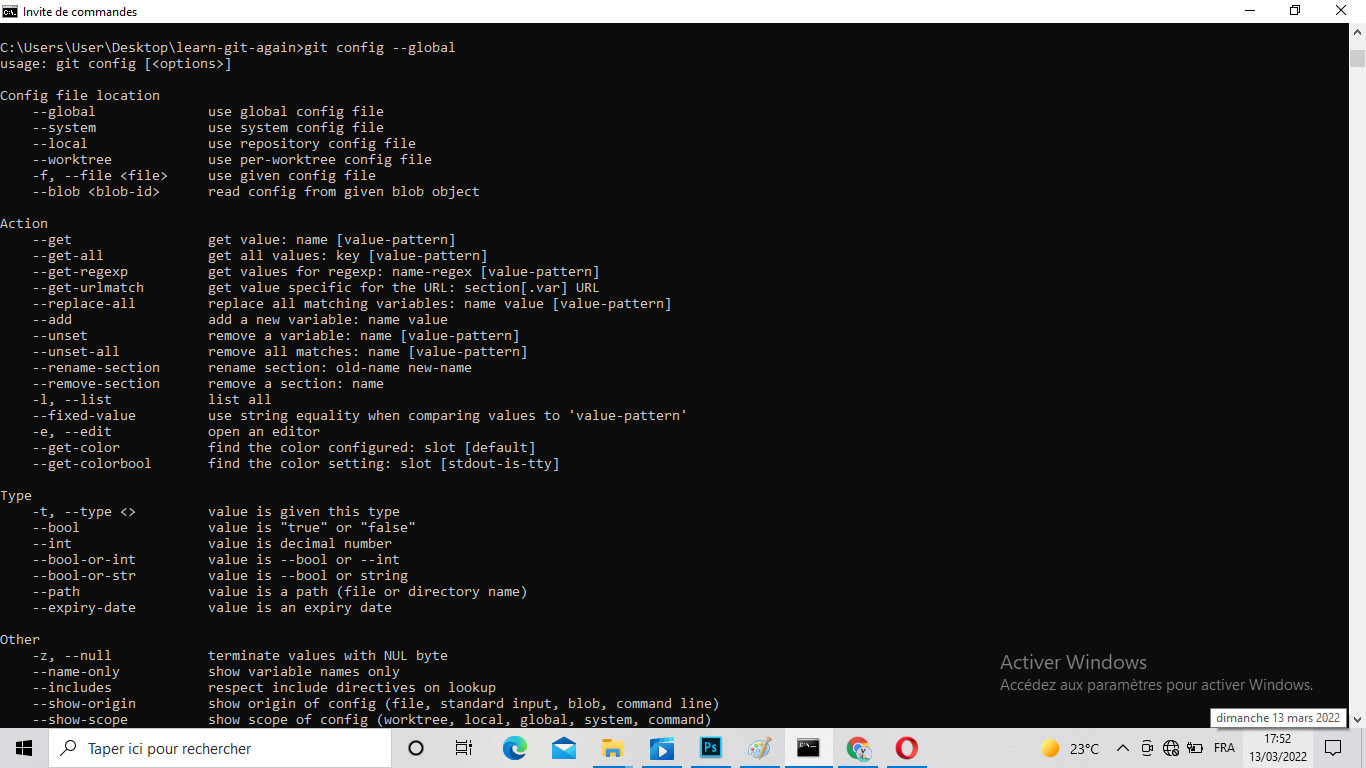 Invite de commandes
C:\Users\User\Desktop\learn-git-again>git config --global
usage: git config [<options>]
Config file location
--global use global config file
--system use system config file
--local use repository config file
--worktree use per-worktree config file
-f, --file <file> use given config file
--blob <blob-id> read config from given blob object
Action
--get get value: name [value-pattern]
--get-all get all values: key [value-pattern]
--get-regexp get values for regexp: name-regex [value-pattern]
--get-urlmatch get value specific for the URL: section[.var] URL
--replace-all replace all matching variables: name value [value-pattern]
--add add a new variable: name value
--unset remove a variable: name [value-pattern]
--unset-all remove all matches: name [value-pattern]
--rename-section rename section: old-name new-name
--remove-section remove a section: name
-l, --list list all
--fixed-value use string equality when comparing values to 'value-pattern'
-e, --edit open an editor
--get-color find the color configured: slot [default]
--get-colorbool find the color setting: slot [stdout-is-tty]
Type
-t, --type <> value is given this type
--bool value is "true" or "false"
--int value is decimal number
--bool-or-int value is --bool or --int
--bool-or-str value is --bool or string
--path value is a path (file or directory name)
--expiry-date value is an expiry date
Other
-z, --null terminate values with NUL byte
--name-only show variable names only
--includes respect include directives on lookup
--show-origin show origin of config (file, standard input, blob, command line)
--show-scope show scope of config (worktree, local, global, system, command)
Activer Windows
Accédez aux paramètres pour activer Windows.
dimanche 13 mars 2022
Taper ici pour rechercher
Ps
23°C
FRA
17:52
13/03/2022